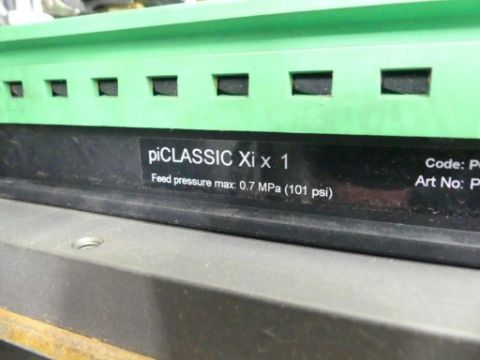 piCLASSIC Xi x 1
Feed pressure max: 0.7 MPa (101 psi)
Code:
Art No: